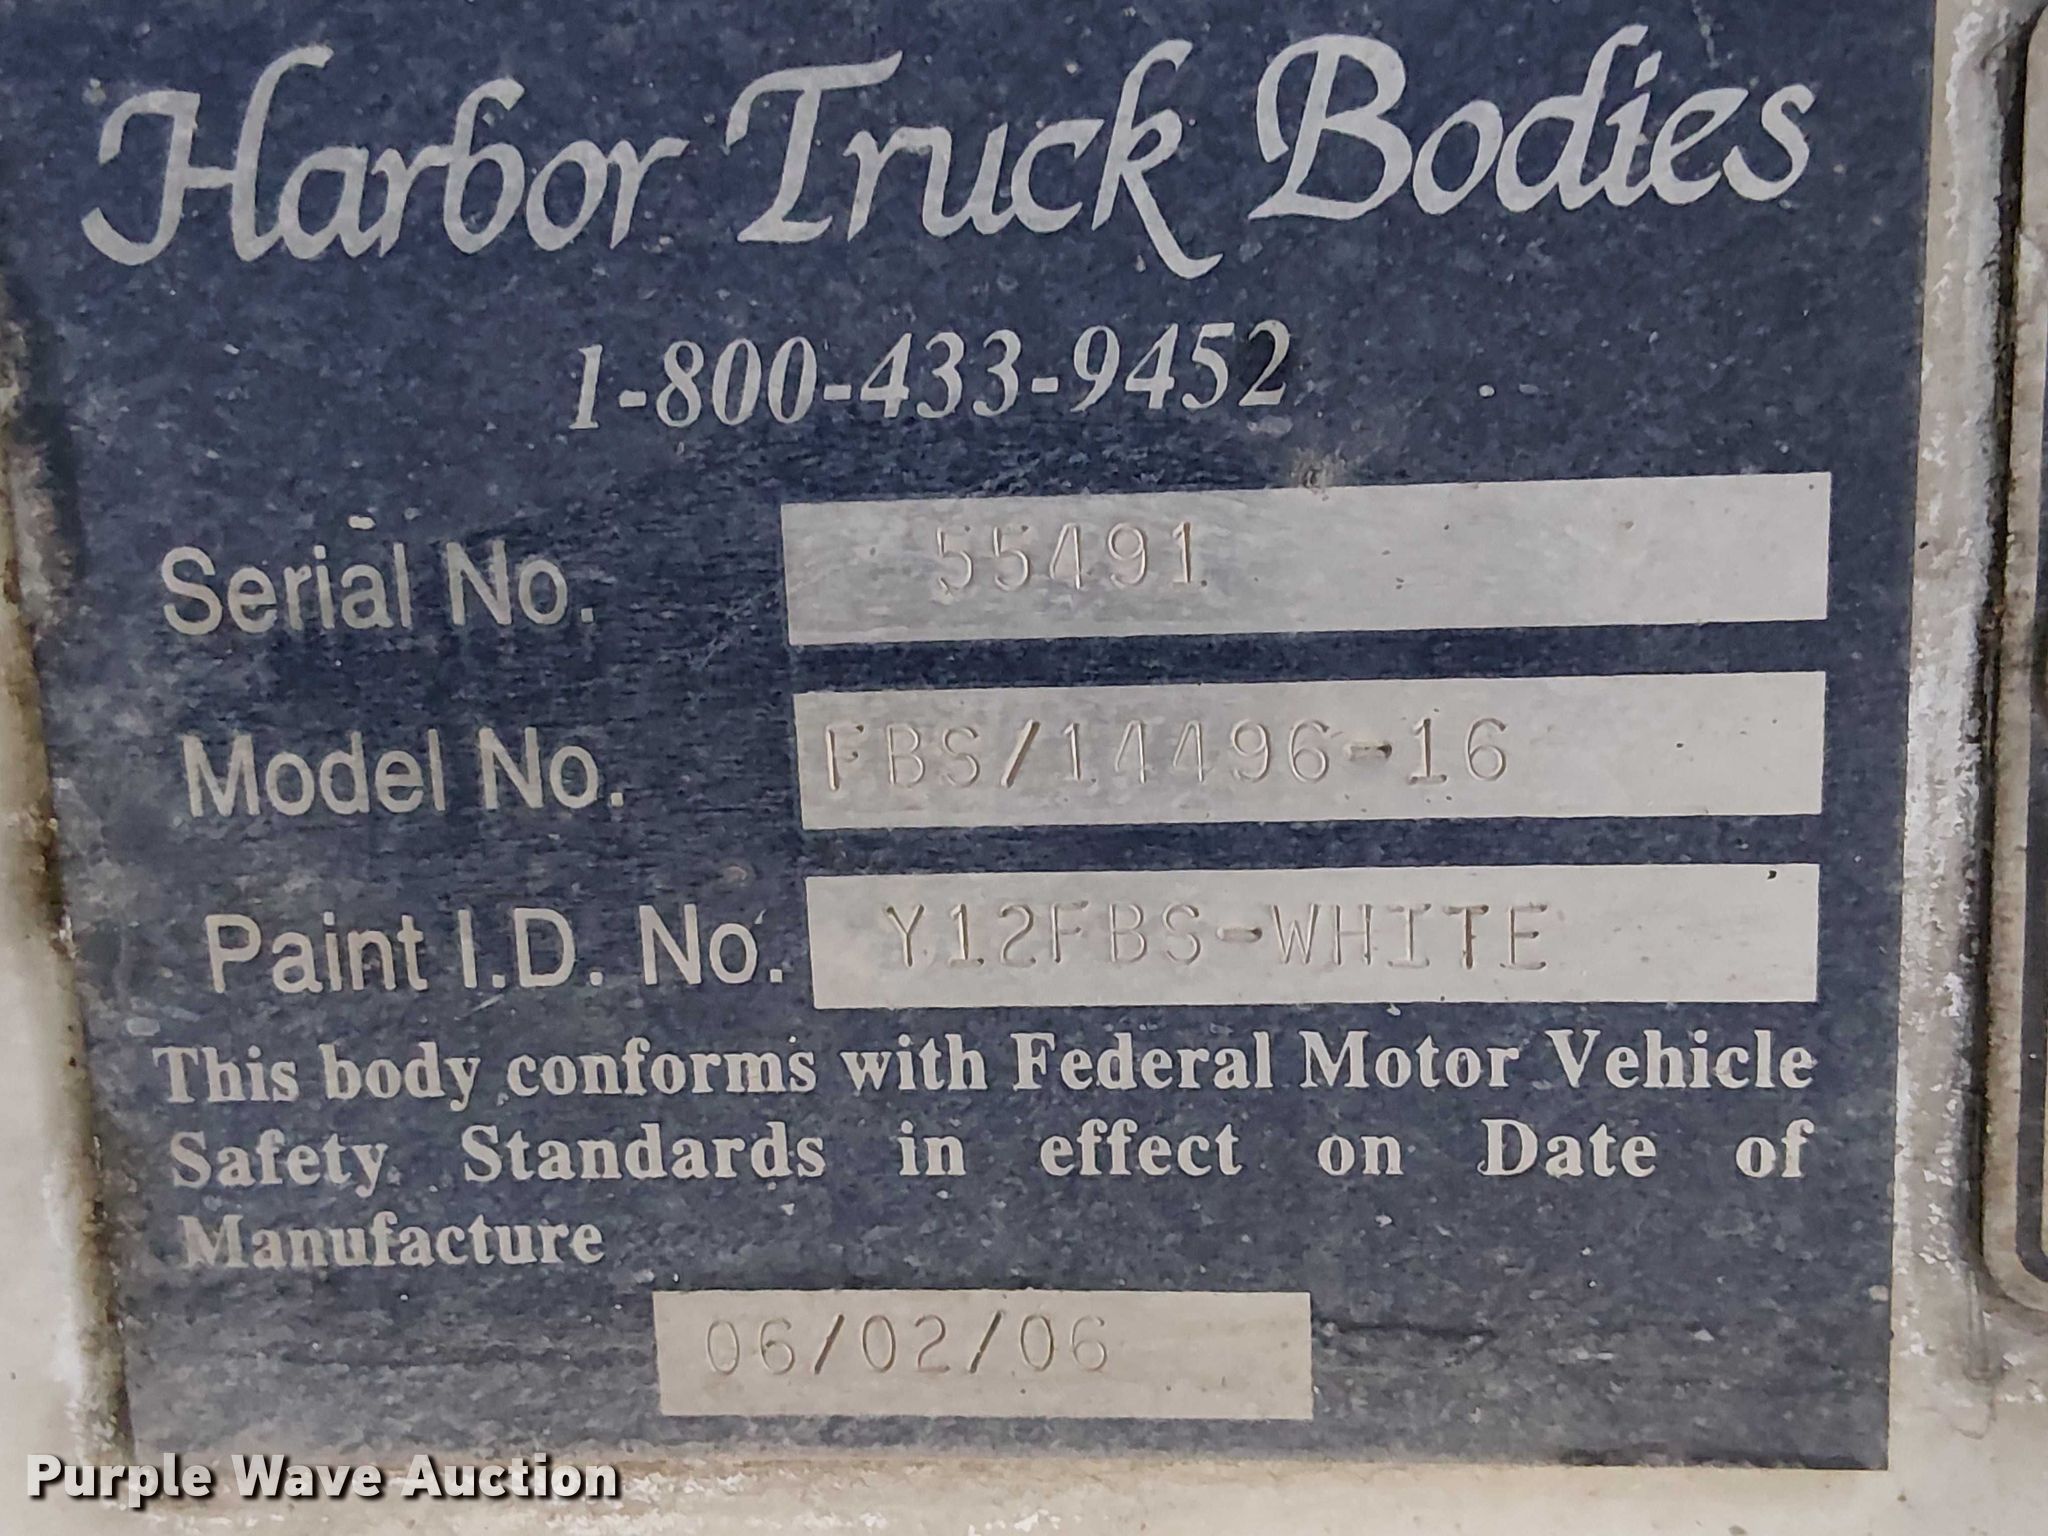 Harbor Truck Bodies
1-800-433-9452
Serial No. 55491
Model No. FBS/14496-16
Paint I.D. No. Y12FBS-WHITE
This body conforms with Federal Motor Vehicle
Safety Standards in effect on Date of
Manufacture
06/02/06
Purple Wave Auction